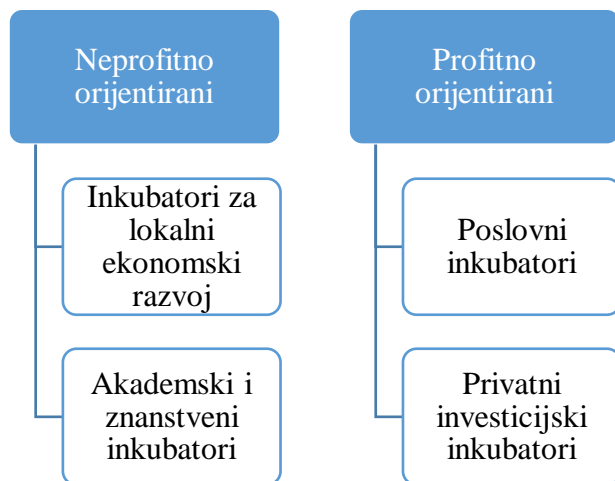 Neprofitno
orijentirani
Inkubatori za
lokalni
ekonomski
razvoj
Akademski i
znanstveni
inkubatori
Profitno
orijentirani
Poslovni
inkubatori
Privatni
investicijski
inkubatori